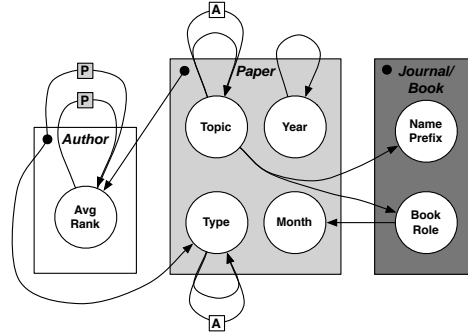 A
P
P
Paper
Journal/
Book
Author
Topic
Year
Name
Prefix
Avg
Rank
Type
Month
Book
Role
A